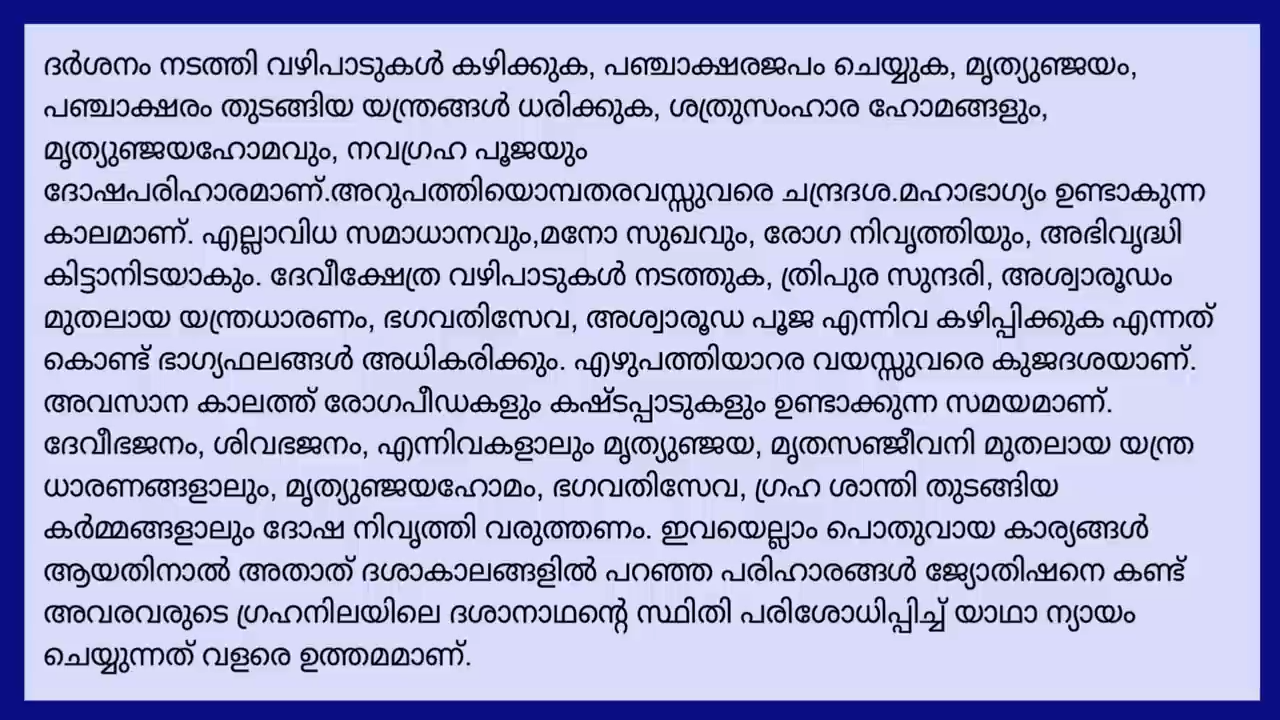 ദർശനം നടത്തി വഴിപാടുകൾ കഴിക്കുക, പഞ്ചാക്ഷരജപം ചെയ്യുക, മൃത്യുഞ്ജയം,
പഞ്ചാക്ഷരം തുടങ്ങിയ യന്ത്രങ്ങൾ ധരിക്കുക, ശത്രുസംഹാര ഹോമങ്ങളും,
മൃത്യുഞ്ജയഹോമവും, നവഗ്രഹ പൂജയും
ദോഷപരിഹാരമാണ്.അറുപത്തിയൊമ്പതരവസ്സുവരെ ചന്ദ്രദശ.മഹാഭാഗ്യം ഉണ്ടാകുന്ന
കാലമാണ്. എല്ലാവിധ സമാധാനവും,മനോ സുഖവും, രോഗ നിവൃത്തിയും, അഭിവൃദ്ധി
കിട്ടാനിടയാകും. ദേവീക്ഷേത്ര വഴിപാടുകൾ നടത്തുക, ത്രിപുര സുന്ദരി, അശ്വാരൂഡം
മുതലായ യന്ത്രധാരണം, ഭഗവതിസേവ, അശ്വാരൂഡ പൂജ എന്നിവ കഴിപ്പിക്കുക എന്നത്
കൊണ്ട് ഭാഗ്യഫലങ്ങൾ അധികരിക്കും. എഴുപത്തിയാറര വയസ്സുവരെ കുജദശയാണ്.
അവസാന കാലത്ത് രോഗപീഡകളും കഷ്ടപ്പാടുകളും ഉണ്ടാക്കുന്ന സമയമാണ്.
ദേവീഭജനം, ശിവഭജനം, എന്നിവകളാലും മൃത്യുഞ്ജയ, മൃതസഞ്ജീവനി മുതലായ യന്ത്ര
ധാരണങ്ങളാലും, മൃത്യുഞ്ജയഹോമം, ഭഗവതിസേവ, ഗ്രഹ ശാന്തി തുടങ്ങിയ
കർമ്മങ്ങളാലും ദോഷ നിവൃത്തി വരുത്തണം. ഇവയെല്ലാം പൊതുവായ കാര്യങ്ങൾ
ആയതിനാൽ അതാത് ദശാകാലങ്ങളിൽ പറഞ്ഞ പരിഹാരങ്ങൾ ജ്യോതിഷനെ കണ്ട്
അവരവരുടെ ഗ്രഹനിലയിലെ ദശാനാഥന്റെ സ്ഥിതി പരിശോധിപ്പിച്ച് യാഥാ ന്യായം
ചെയ്യുന്നത് വളരെ ഉത്തമമാണ്.